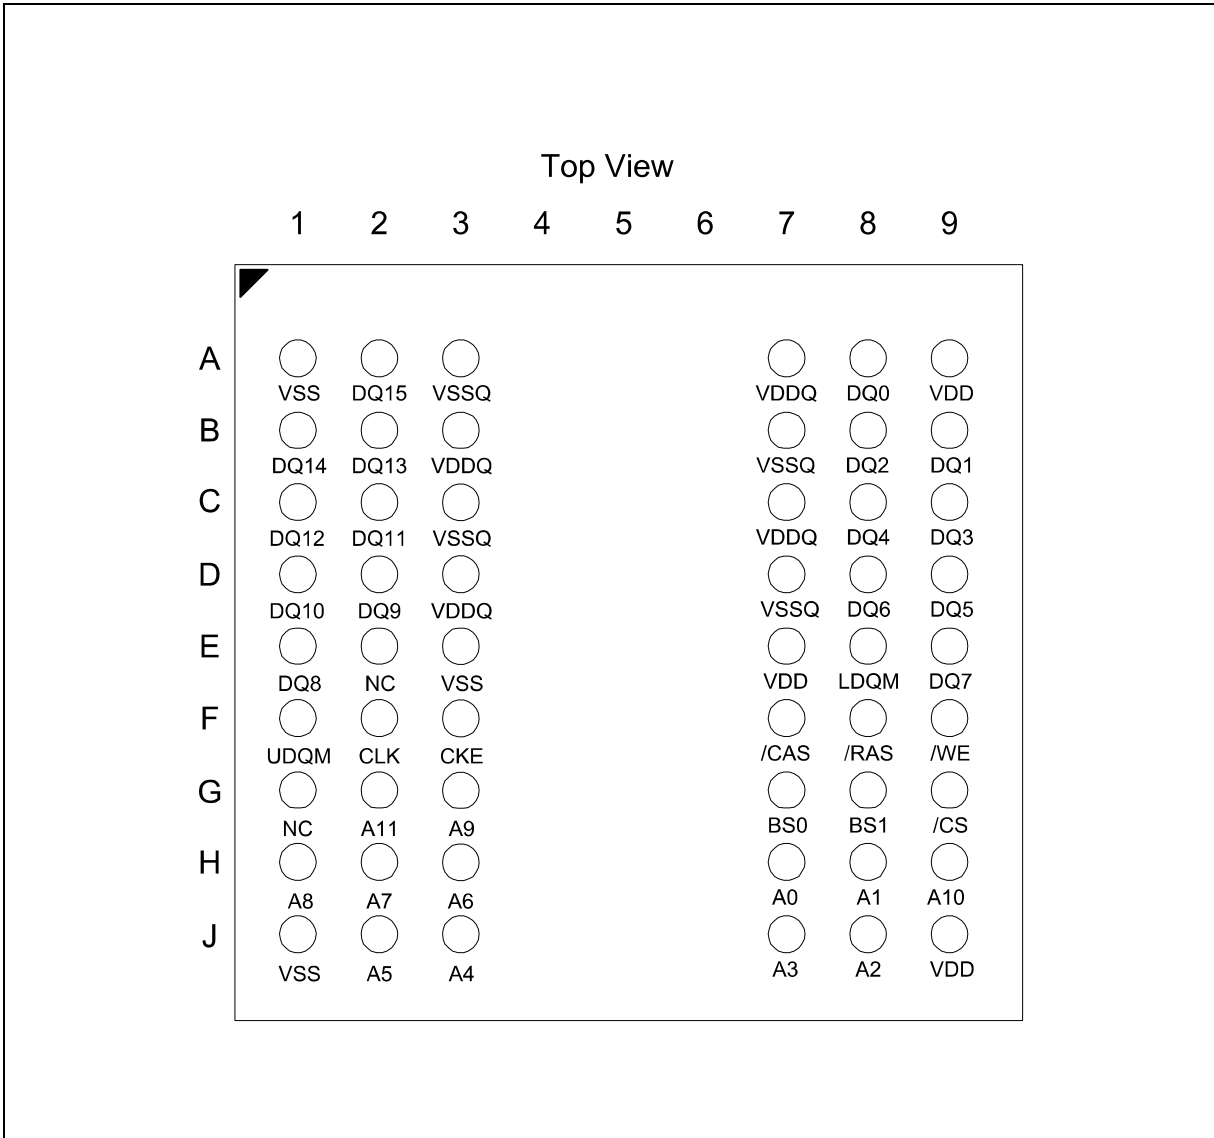 Top View
1 2 3 4 5 6 7 8 9
A
VSS DQ15 VSSQ VDDQ DQ0 VDD
B
DQ14 DQ13 VDDQ VSSQ DQ2 DQ1
C
DQ12 DQ11 VSSQ VDDQ DQ4 DQ3
D
DQ10 DQ9 VDDQ VSSQ DQ6 DQ5
E
DQ8 NC VSS VDD LDQM DQ7
F
UDQM CLK CKE /CAS /RAS /WE
G
NC A11 A9 BS0 BS1 /CS
H
A8 A7 A6 A0 A1 A10
J
VSS A5 A4 A3 A2 VDD